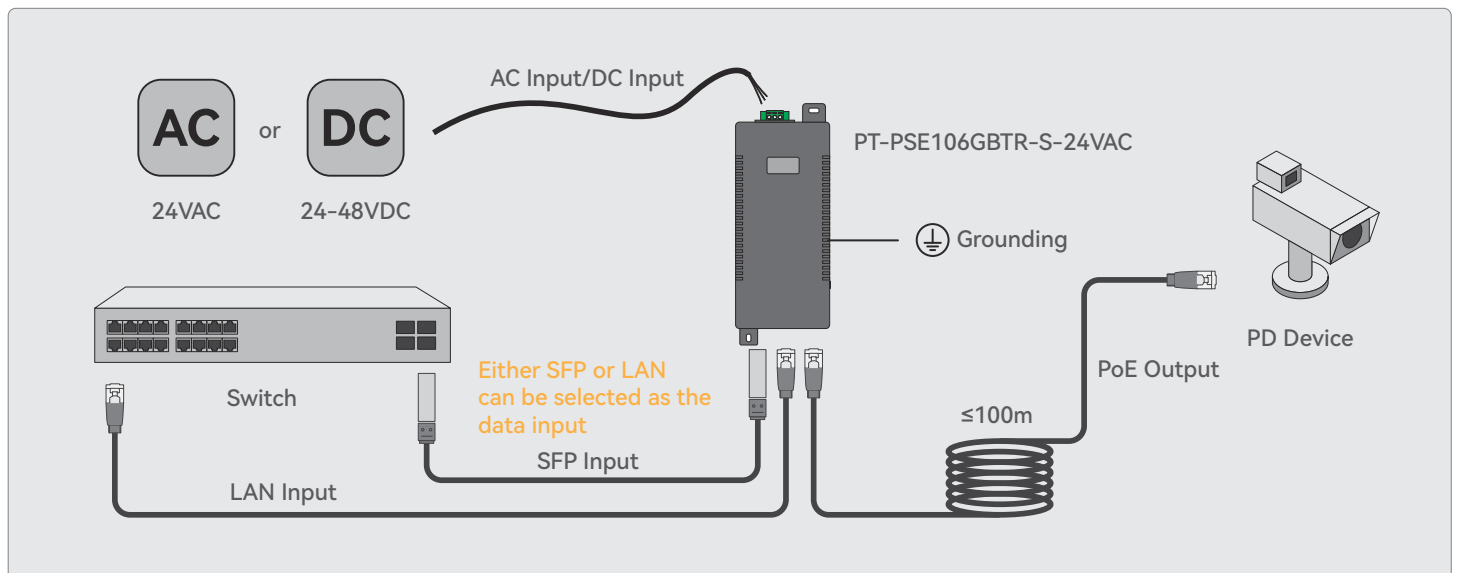 AC Input/DC Input
AC
or
DC
PT-PSE106GBTR-S-24VAC
24VAC
24-48VDC
Grounding
PD Device
Either SFP or LAN
can be selected as the
data input
PoE Output
Switch
≤100m
SFP Input
LAN Input